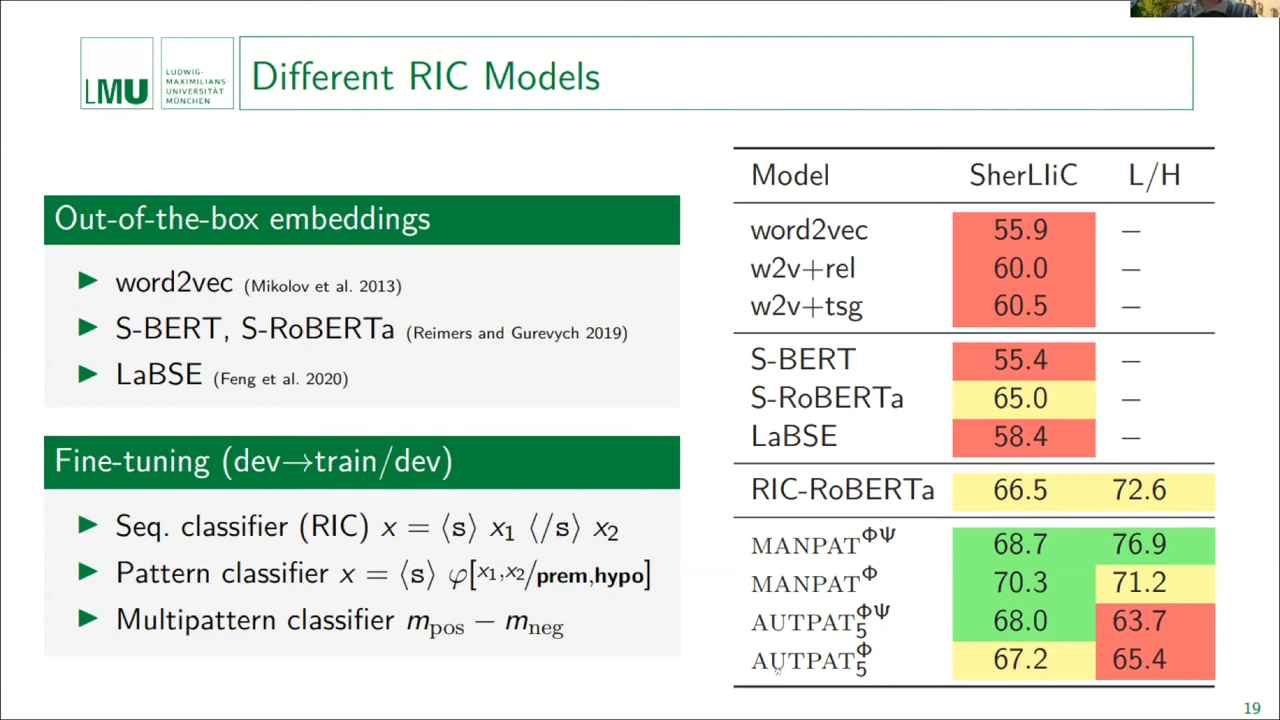 LMU
LUDWIG-
MAXIMILIANS-
UNIVERSITÄT
MÜNCHEN
Different RIC Models
Out-of-the-box embeddings
▶ word2vec (Mikolov et al. 2013)
▶ S-BERT, S-RoBERTa (Reimers and Gurevych 2019)
▶ LaBSE (Feng et al. 2020)
Fine-tuning (dev→train/dev)
▶ Seq. classifier (RIC) x = ⟨s⟩ x₁ ⟨/s⟩ x₂
▶ Pattern classifier x = ⟨s⟩ φ[x₁,x₂/prem,hypo]
▶ Multipattern classifier m_pos − m_neg
Model SherLIiC L/H
word2vec 55.9 —
w2v+rel 60.0 —
w2v+tsg 60.5 —
S-BERT 55.4 —
S-RoBERTa 65.0 —
LaBSE 58.4 —
RIC-RoBERTa 66.5 72.6
MANPAT^ΦΨ 68.7 76.9
MANPAT^Φ 70.3 71.2
AUTPAT₅^ΦΨ 68.0 63.7
AUTPAT₅^Φ 67.2 65.4
19